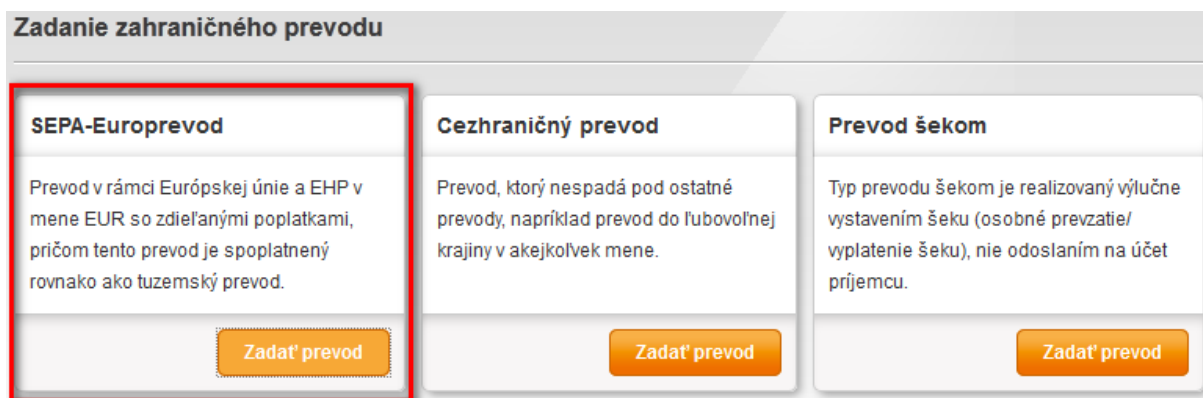 Zadanie zahraničného prevodu
SEPA-Europrevod
Prevod v rámci Európskej únie a EHP v
mene EUR so zdieľanými poplatkami,
pričom tento prevod je spoplatnený
rovnako ako tuzemský prevod.
Zadať prevod
Cezhraničný prevod
Prevod, ktorý nespadá pod ostatné
prevody, napríklad prevod do ľubovoľnej
krajiny v akejkoľvek mene.
Zadať prevod
Prevod šekom
Typ prevodu šekom je realizovaný výlučne
vystavením šeku (osobné prevzatie/
vyplatenie šeku), nie odoslaním na účet
príjemcu.
Zadať prevod